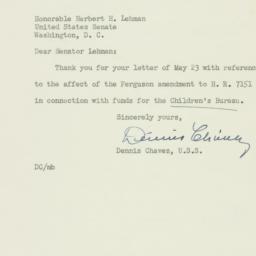 Honorable Herbert H. Lehman
United States Senate
Washington, D. C.
Dear Senator Lehman:
Thank you for your letter of May 23 with referenc
to the affect of the Ferguson amendment to H. R. 7151
in connection with funds for the Children's Bureau.
Sincerely yours,
Dennis Chavez
Dennis Chavez, U.S.S.
DC/mb